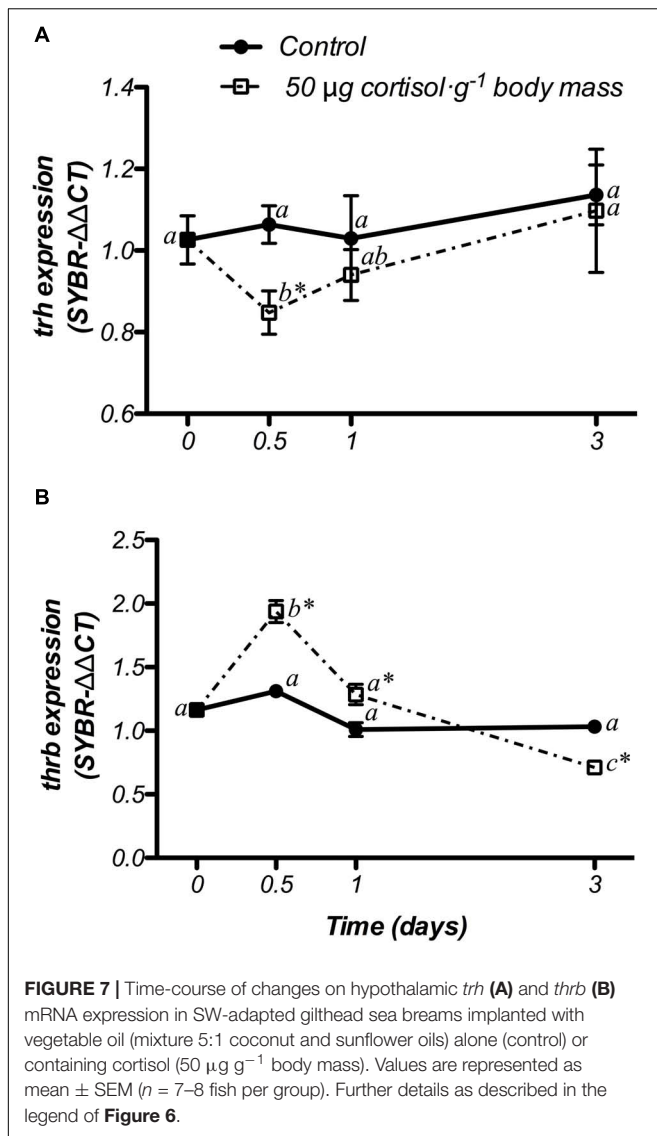 A
Control
50 µg cortisol·g-1 body mass
trh expression
(SYBR-ΔΔCT)
1.4
1.2
1.0
0.8
0.6
a
a
a
a
a
b*
ab
0
0.5
1
3
B
thrb expression
(SYBR-ΔΔCT)
2.5
2.0
1.5
1.0
0.5
0.0
a
b*
a
a*
a
a
c*
0
0.5
1
3
Time (days)
FIGURE 7 | Time-course of changes on hypothalamic trh (A) and thrb (B)
mRNA expression in SW-adapted gilthead sea breams implanted with
vegetable oil (mixture 5:1 coconut and sunflower oils) alone (control) or
containing cortisol (50 µg g−1 body mass). Values are represented as
mean ± SEM (n = 7–8 fish per group). Further details as described in the
legend of Figure 6.